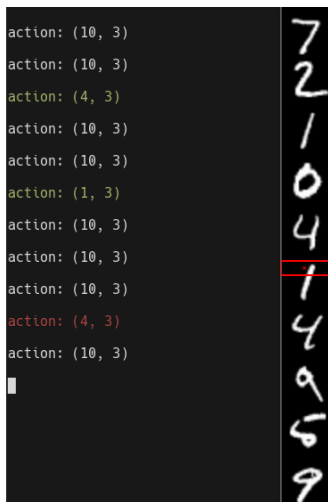 action: (10, 3)
action: (10, 3)
action: (4, 3)
action: (10, 3)
action: (10, 3)
action: (1, 3)
action: (10, 3)
action: (10, 3)
action: (10, 3)
action: (4, 3)
action: (10, 3)
7
2
1
0
4
1
4
9
5
9